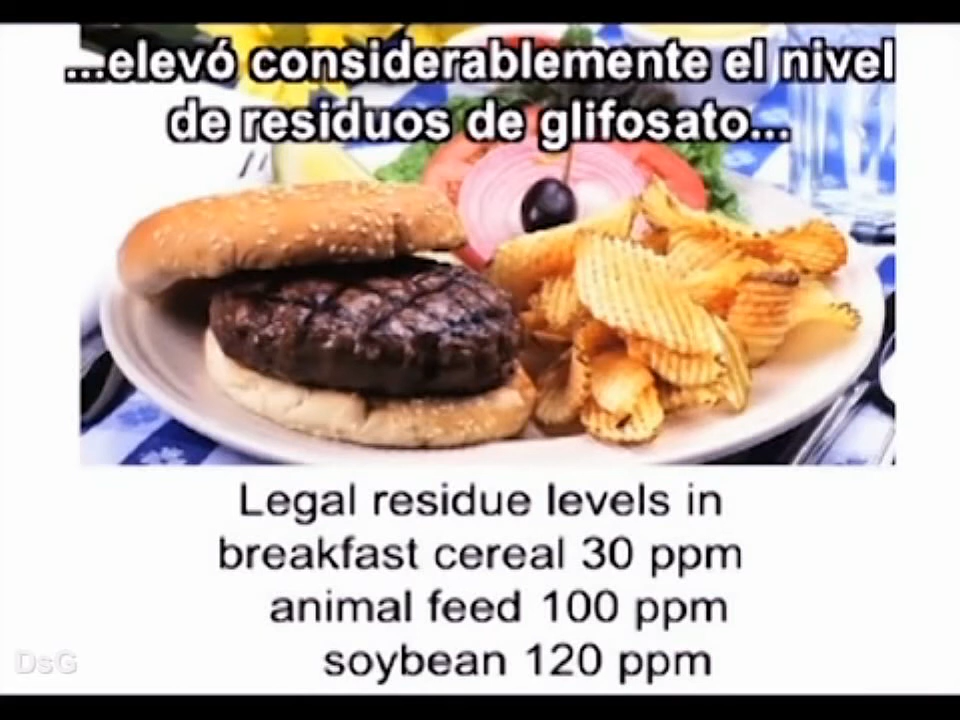 ...elevó considerablemente el nivel
de residuos de glifosato...
Legal residue levels in
breakfast cereal 30 ppm
animal feed 100 ppm
soybean 120 ppm
DsG